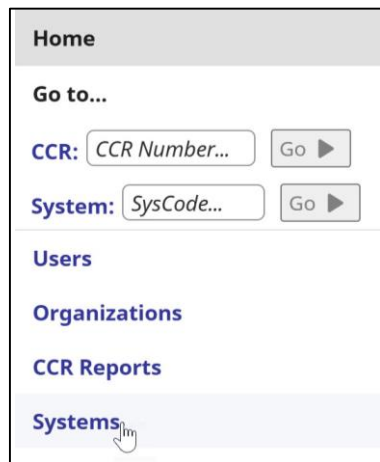 Home
Go to...
CCR: CCR Number... Go ▶
System: SysCode... Go ▶
Users
Organizations
CCR Reports
Systems